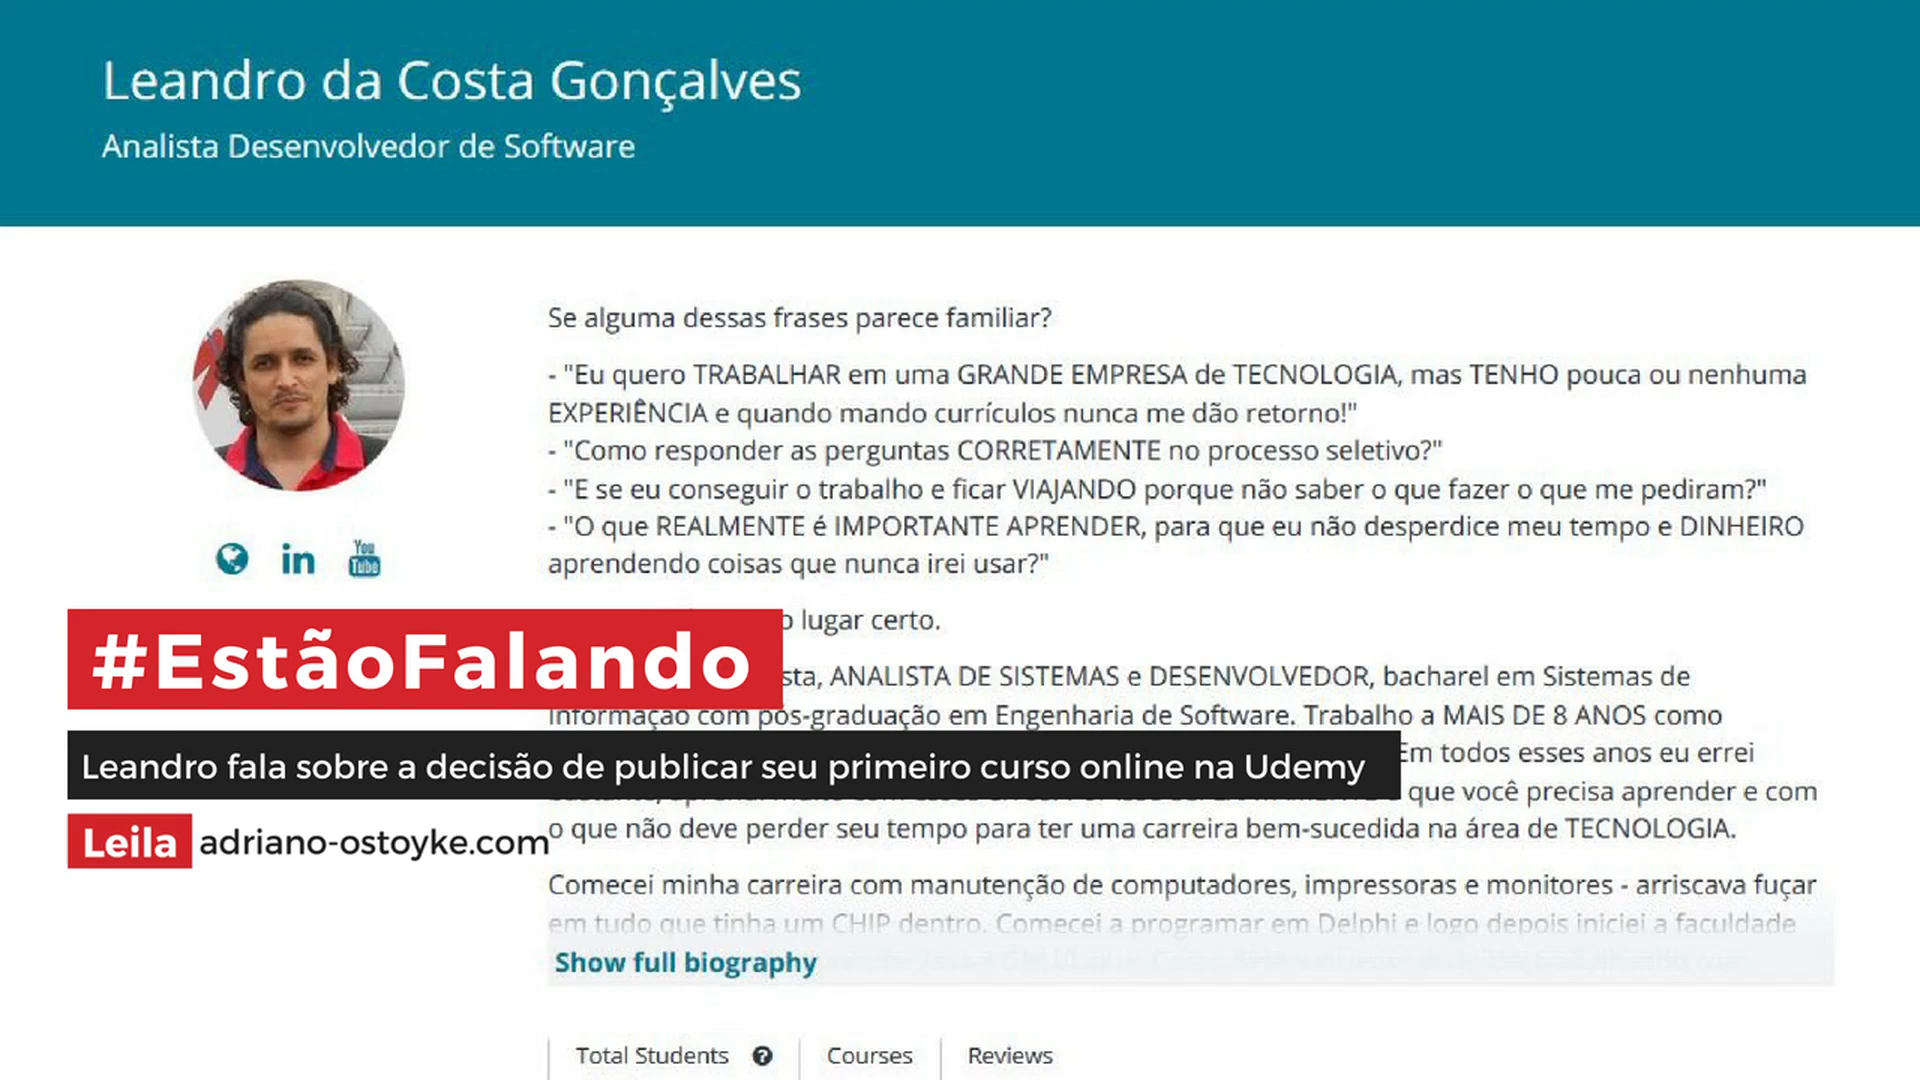 Leandro da Costa Gonçalves
Analista Desenvolvedor de Software
Se alguma dessas frases parece familiar?
- "Eu quero TRABALHAR em uma GRANDE EMPRESA de TECNOLOGIA, mas TENHO pouca ou nenhuma
EXPERIÊNCIA e quando mando currículos nunca me dão retorno!"
- "Como responder as perguntas CORRETAMENTE no processo seletivo?"
- "E se eu conseguir o trabalho e ficar VIAJANDO porque não saber o que fazer o que me pediram?"
- "O que REALMENTE é IMPORTANTE APRENDER, para que eu não desperdice meu tempo e DINHEIRO
aprendendo coisas que nunca irei usar?"
in
You
Tube
lugar certo.
#EstãoFalando
ANALISTA DE SISTEMAS e DESENVOLVEDOR, bacharel em Sistemas de
Informação com pós-graduação em Engenharia de Software. Trabalho a MAIS DE 8 ANOS como
Em todos esses anos eu errei
Leandro fala sobre a decisão de publicar seu primeiro curso online na Udemy
que você precisa aprender e com
o que não deve perder seu tempo para ter uma carreira bem-sucedida na área de TECNOLOGIA.
Leila adriano-ostoyke.com
Comecei minha carreira com manutenção de computadores, impressoras e monitores - arriscava fuçar
em tudo que tinha um CHIP dentro. Comecei a programar em Delphi e logo depois iniciei a faculdade
Show full biography
Total Students ?
Courses
Reviews